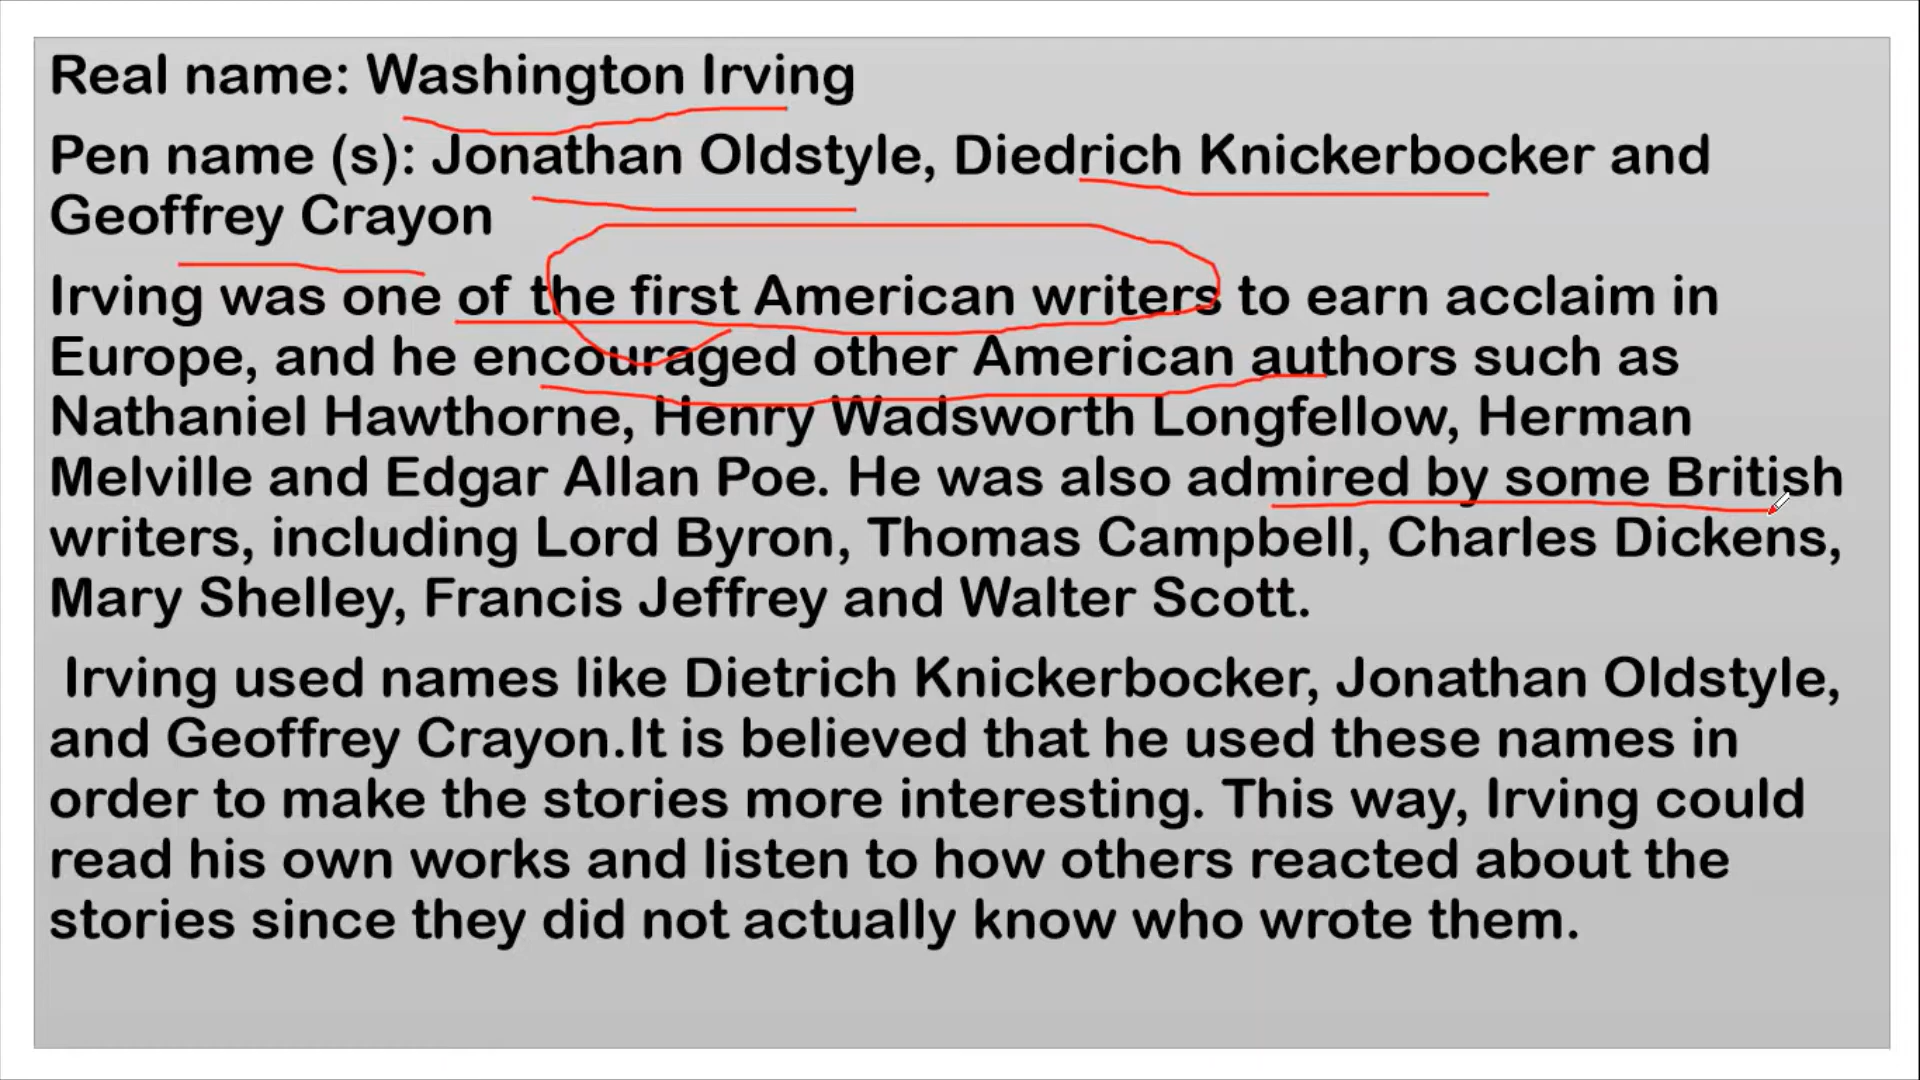 Real name: Washington Irving
Pen name (s): Jonathan Oldstyle, Diedrich Knickerbocker and
Geoffrey Crayon
Irving was one of the first American writers to earn acclaim in
Europe, and he encouraged other American authors such as
Nathaniel Hawthorne, Henry Wadsworth Longfellow, Herman
Melville and Edgar Allan Poe. He was also admired by some British
writers, including Lord Byron, Thomas Campbell, Charles Dickens,
Mary Shelley, Francis Jeffrey and Walter Scott.
Irving used names like Dietrich Knickerbocker, Jonathan Oldstyle,
and Geoffrey Crayon.It is believed that he used these names in
order to make the stories more interesting. This way, Irving could
read his own works and listen to how others reacted about the
stories since they did not actually know who wrote them.